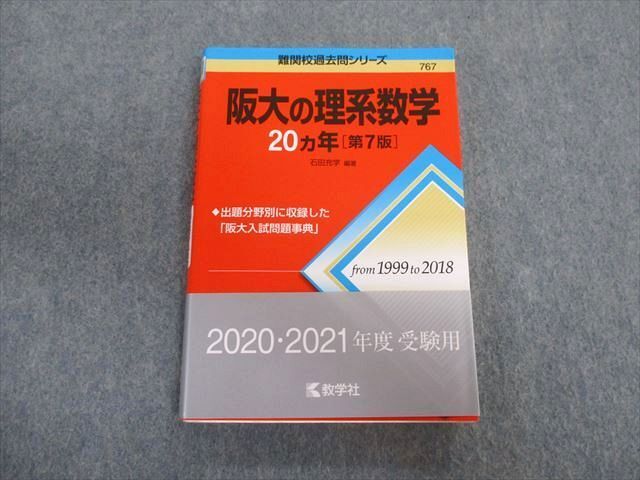 難関校過去問シリーズ
767
阪大の理系数学
20ヵ年［第7版］
石田充学 編著
◆出題分野別に収録した
「阪大入試問題事典」
from 1999 to 2018
2020・2021年度 受験用
教学社